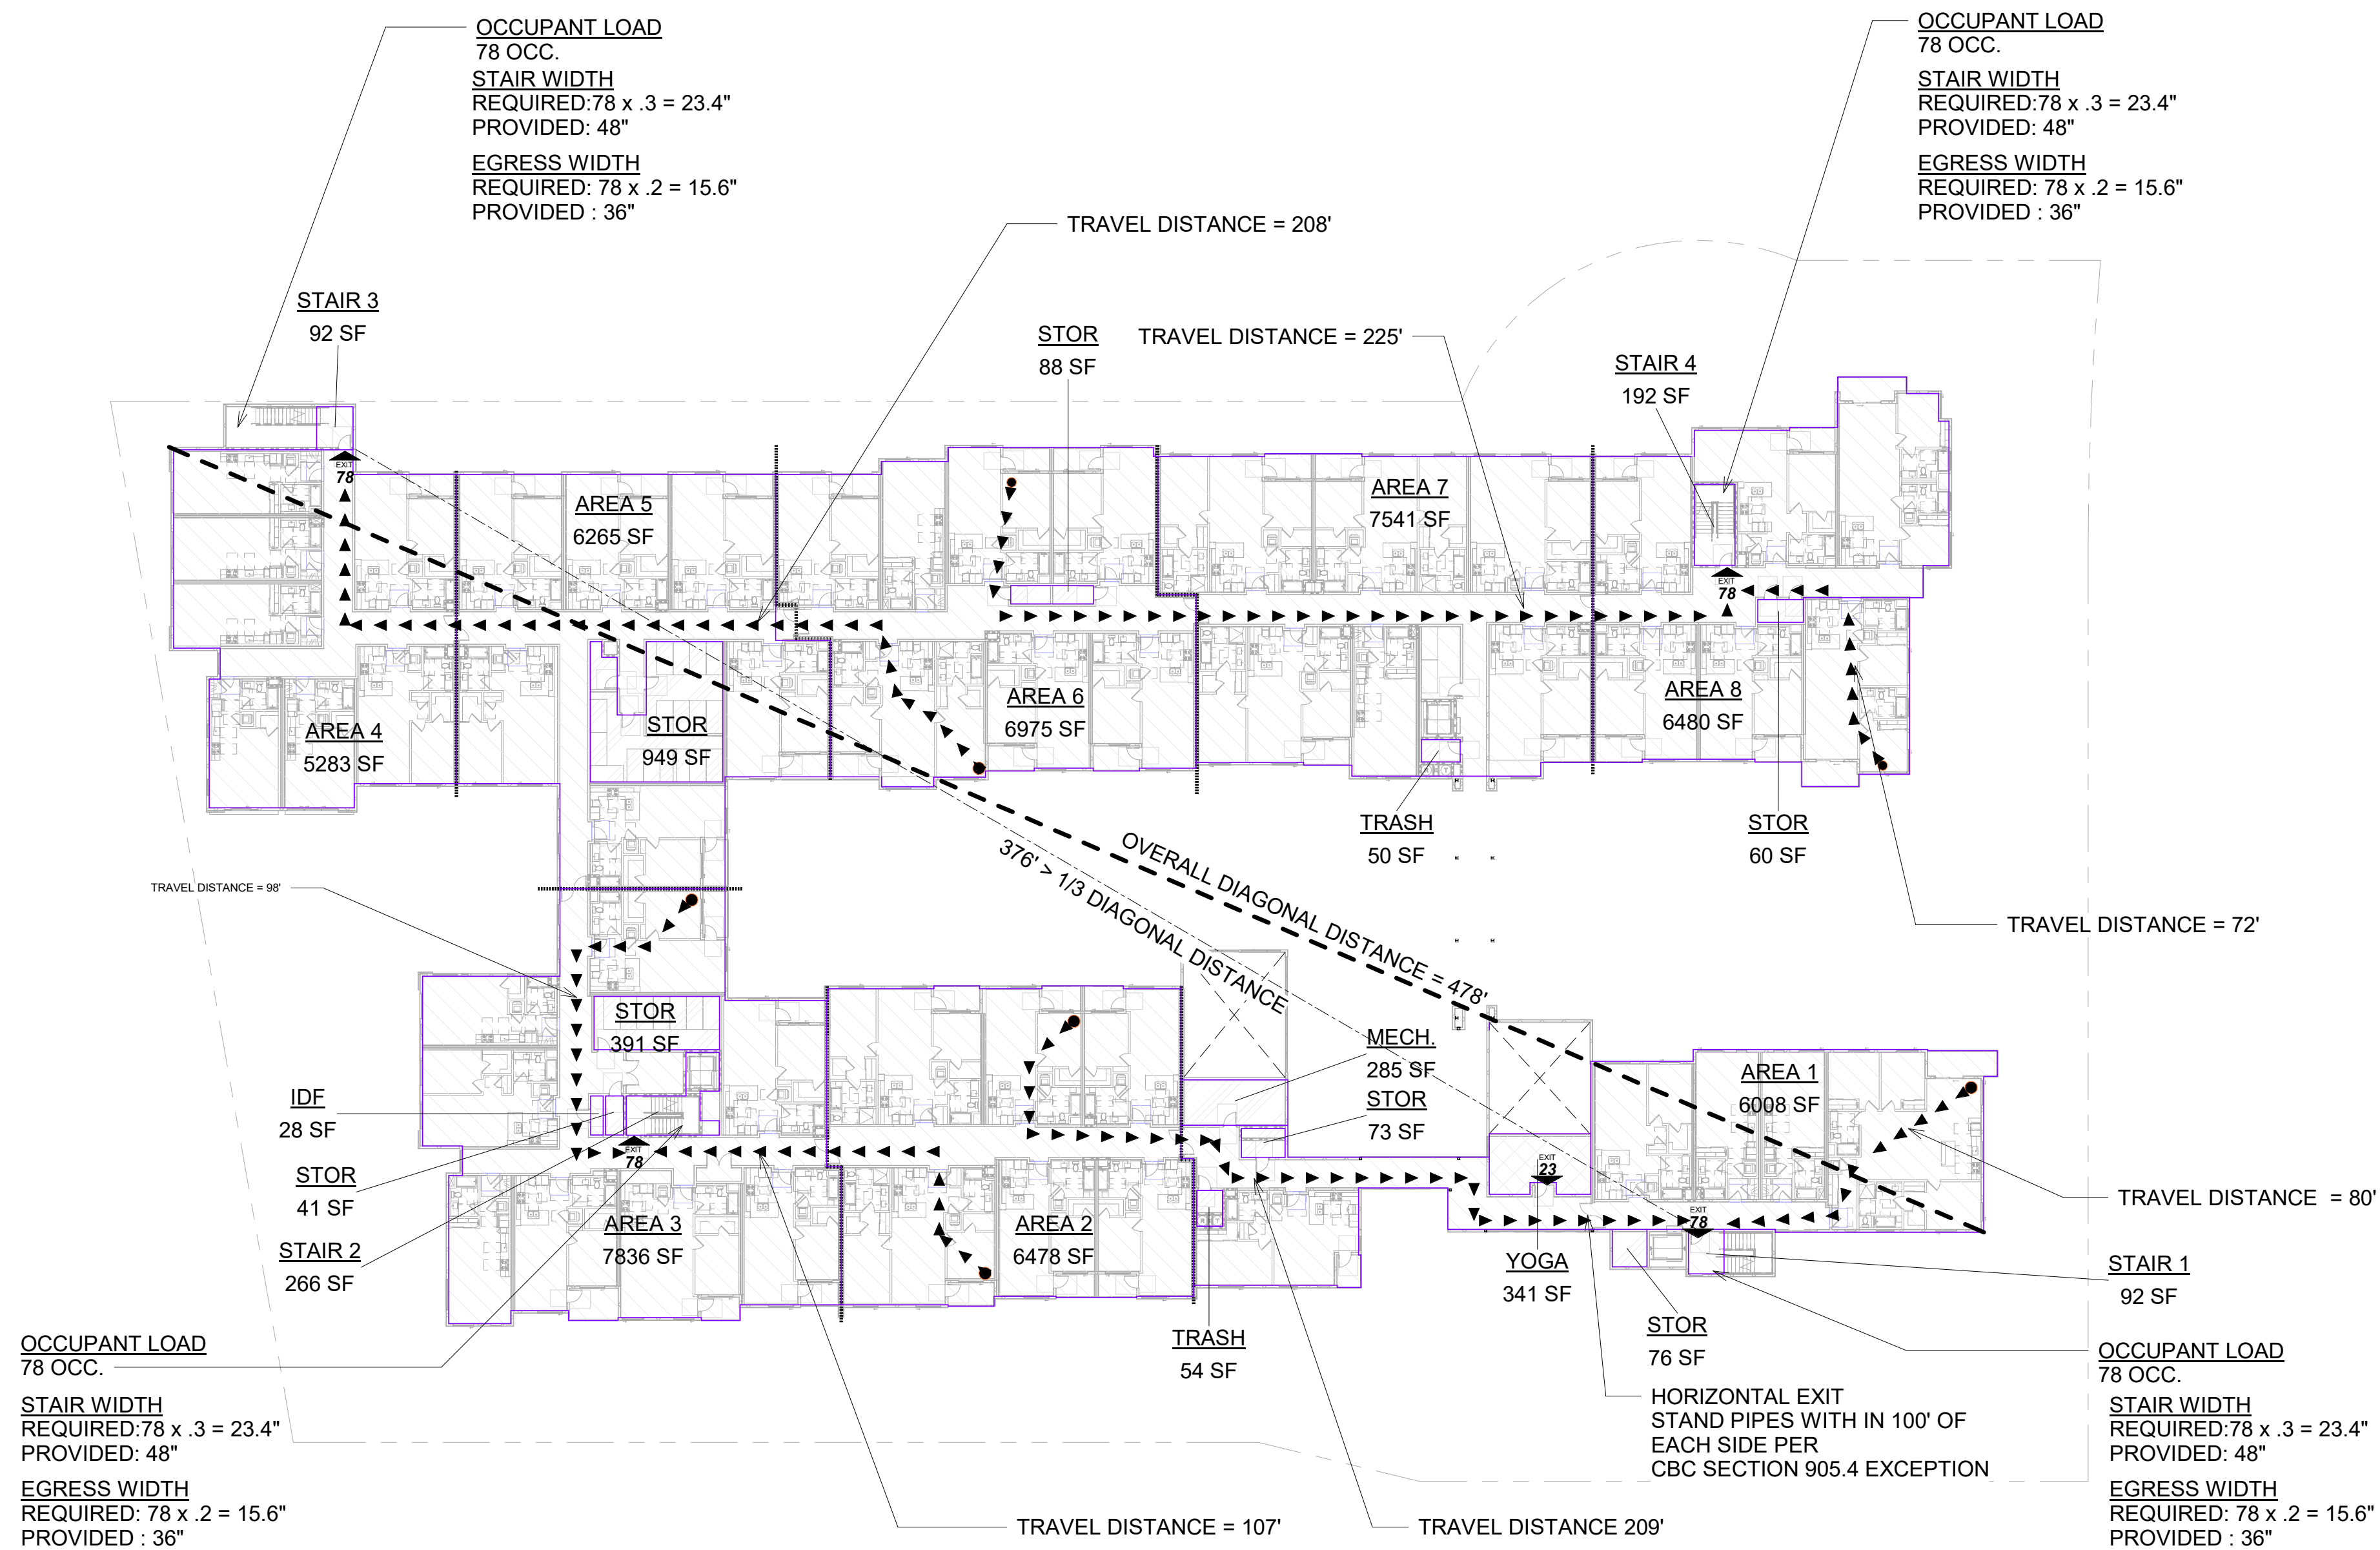 OCCUPANT LOAD
78 OCC.
STAIR WIDTH
REQUIRED:78 x .3 = 23.4"
PROVIDED: 48"
EGRESS WIDTH
REQUIRED: 78 x .2 = 15.6"
PROVIDED : 36"
OCCUPANT LOAD
78 OCC.
STAIR WIDTH
REQUIRED:78 x .3 = 23.4"
PROVIDED: 48"
EGRESS WIDTH
REQUIRED: 78 x .2 = 15.6"
PROVIDED : 36"
TRAVEL DISTANCE = 208'
STAIR 3
92 SF
STOR
88 SF
TRAVEL DISTANCE = 225'
STAIR 4
192 SF
EXIT
78
AREA 5
6265 SF
AREA 7
7541 SF
EXIT
78
AREA 4
5283 SF
STOR
949 SF
AREA 6
6975 SF
AREA 8
6480 SF
TRASH
50 SF
STOR
60 SF
TRAVEL DISTANCE = 98'
OVERALL DIAGONAL DISTANCE = 478'
376' > 1/3 DIAGONAL DISTANCE
TRAVEL DISTANCE = 72'
STOR
391 SF
MECH.
285 SF
STOR
73 SF
AREA 1
6008 SF
IDF
28 SF
EXIT
78
EXIT
23
STOR
41 SF
EXIT
78
TRAVEL DISTANCE = 80'
AREA 3
7836 SF
AREA 2
6478 SF
STAIR 2
266 SF
YOGA
341 SF
STAIR 1
92 SF
TRASH
54 SF
STOR
76 SF
OCCUPANT LOAD
78 OCC.
STAIR WIDTH
REQUIRED:78 x .3 = 23.4"
PROVIDED: 48"
EGRESS WIDTH
REQUIRED: 78 x .2 = 15.6"
PROVIDED : 36"
HORIZONTAL EXIT
STAND PIPES WITH IN 100' OF
EACH SIDE PER
CBC SECTION 905.4 EXCEPTION
OCCUPANT LOAD
78 OCC.
STAIR WIDTH
REQUIRED:78 x .3 = 23.4"
PROVIDED: 48"
EGRESS WIDTH
REQUIRED: 78 x .2 = 15.6"
PROVIDED : 36"
TRAVEL DISTANCE = 107'
TRAVEL DISTANCE 209'